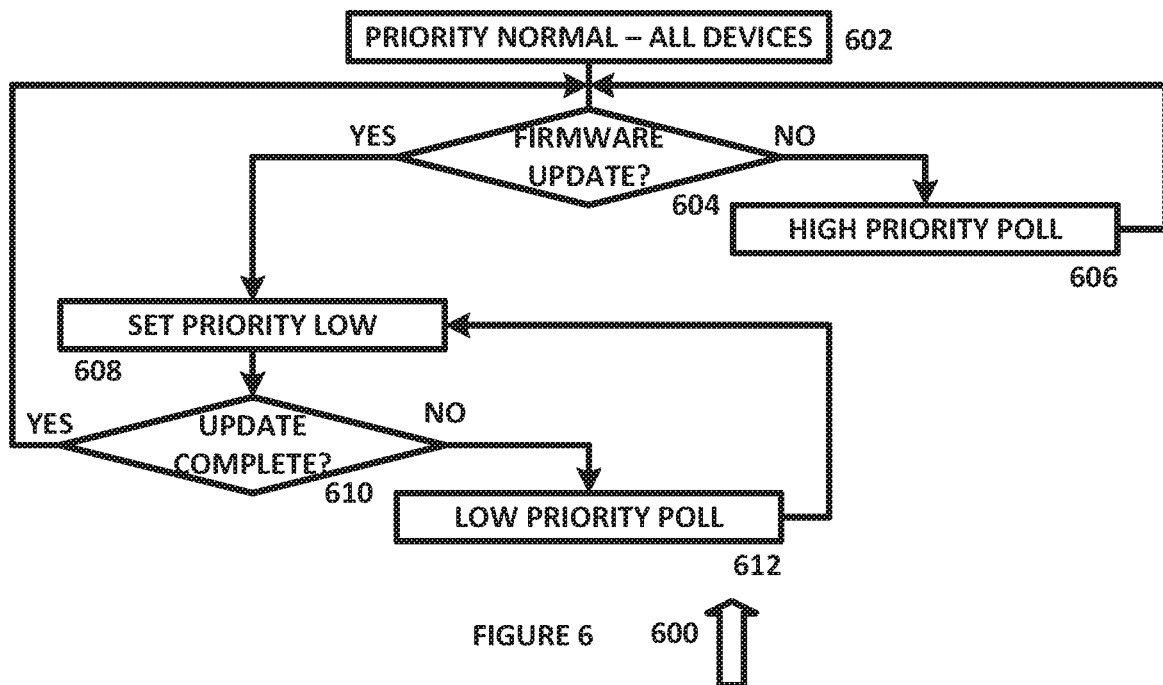 PRIORITY NORMAL – ALL DEVICES
602
YES
FIRMWARE
UPDATE?
NO
604
HIGH PRIORITY POLL
606
SET PRIORITY LOW
608
YES
UPDATE
COMPLETE?
NO
610
LOW PRIORITY POLL
612
FIGURE 6
600